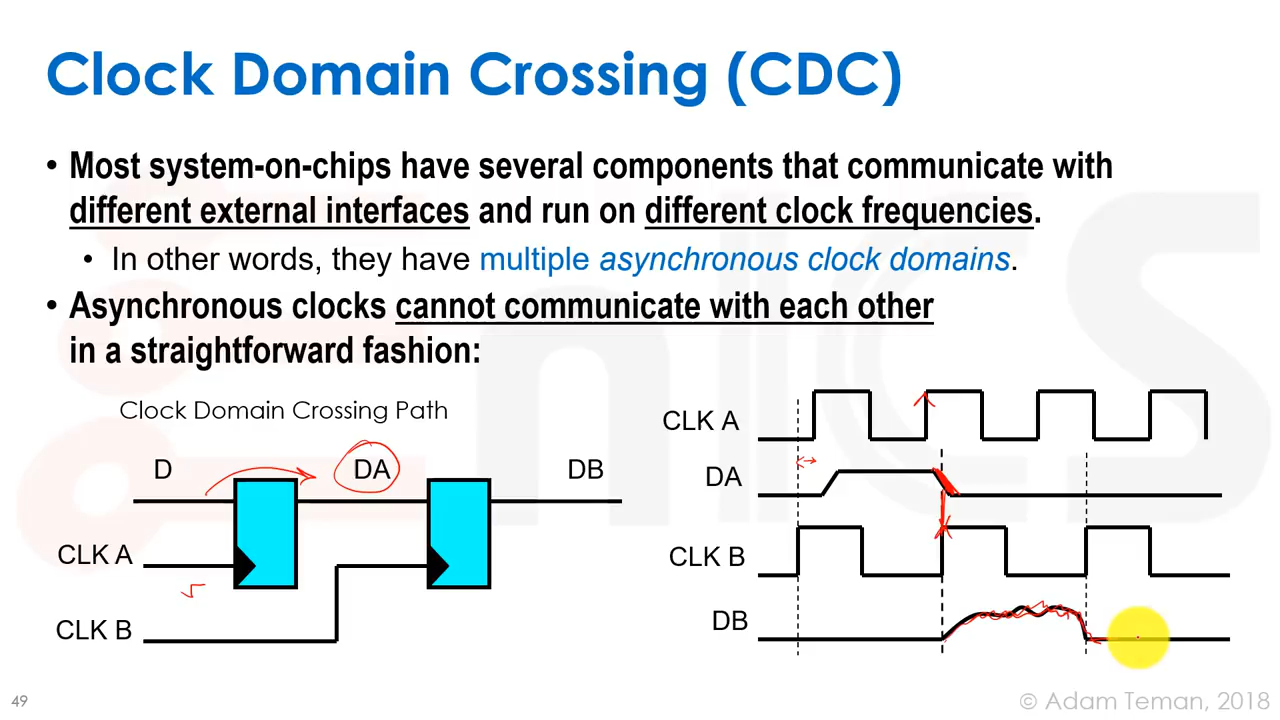 Clock Domain Crossing (CDC)
• Most system-on-chips have several components that communicate with
different external interfaces and run on different clock frequencies.
• In other words, they have multiple asynchronous clock domains.
• Asynchronous clocks cannot communicate with each other
in a straightforward fashion:
Clock Domain Crossing Path
D DA DB
CLK A
CLK B
CLK A
DA
CLK B
DB
49
© Adam Teman, 2018